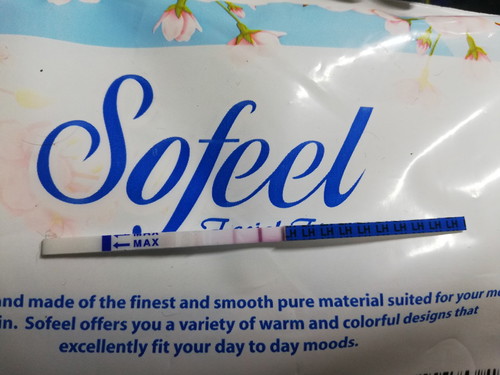 Sofeel
Facial
MAX
LH LH LH LH LH LH LH LH LH LH
and made of the finest and smooth pure material suited for your
in. Sofeel offers you a variety of warm and colorful designs that
excellently fit your day to day moods.